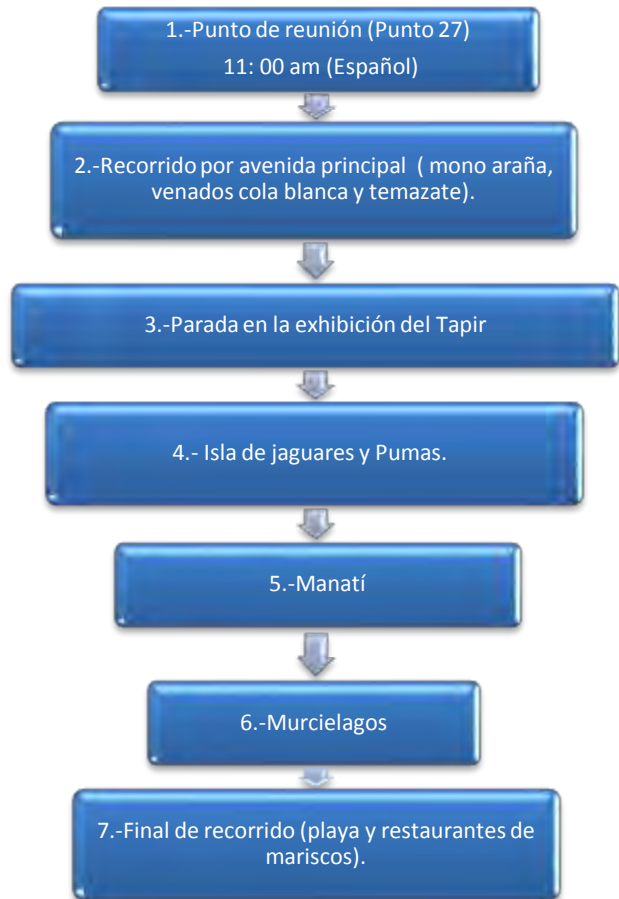 1.-Punto de reunión (Punto 27)
11: 00 am (Español)
2.-Recorrido por avenida principal ( mono araña,
venados cola blanca y temazate).
3.-Parada en la exhibición del Tapir
4.- Isla de jaguares y Pumas.
5.-Manatí
6.-Murcielagos
7.-Final de recorrido (playa y restaurantes de
mariscos).